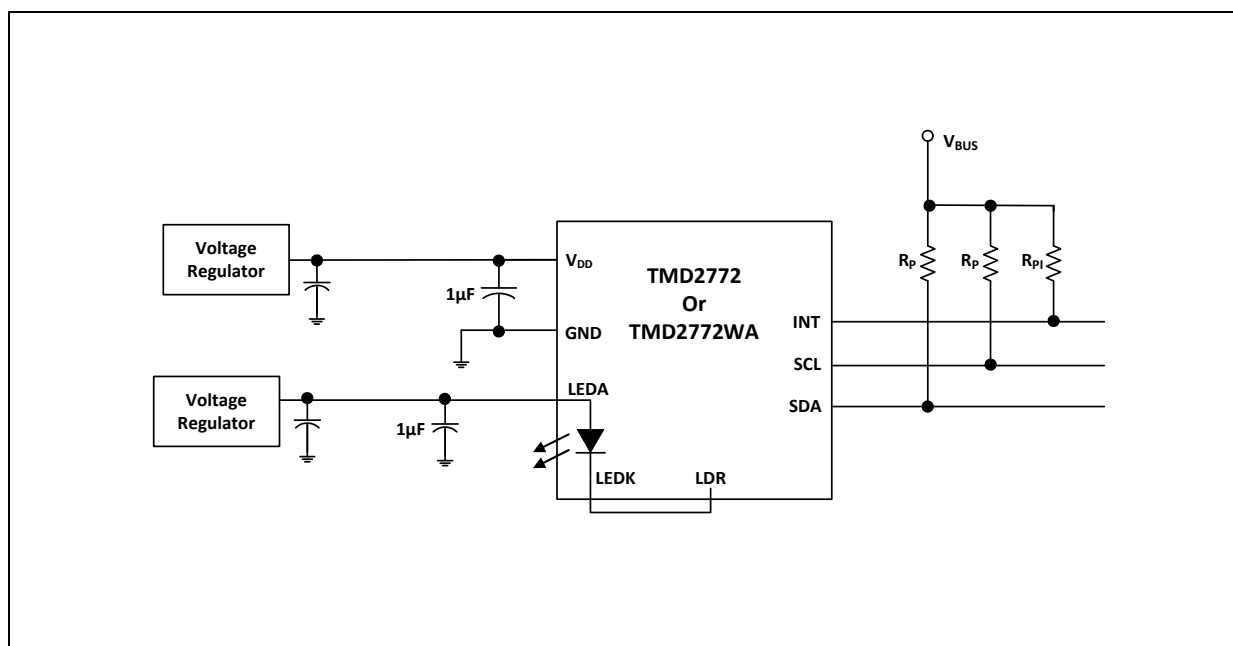 V_BUS
Voltage
Regulator
V_DD
1µF
GND
TMD2772
Or
TMD2772WA
R_P
R_P
R_PI
INT
SCL
SDA
Voltage
Regulator
1µF
LEDA
LEDK
LDR